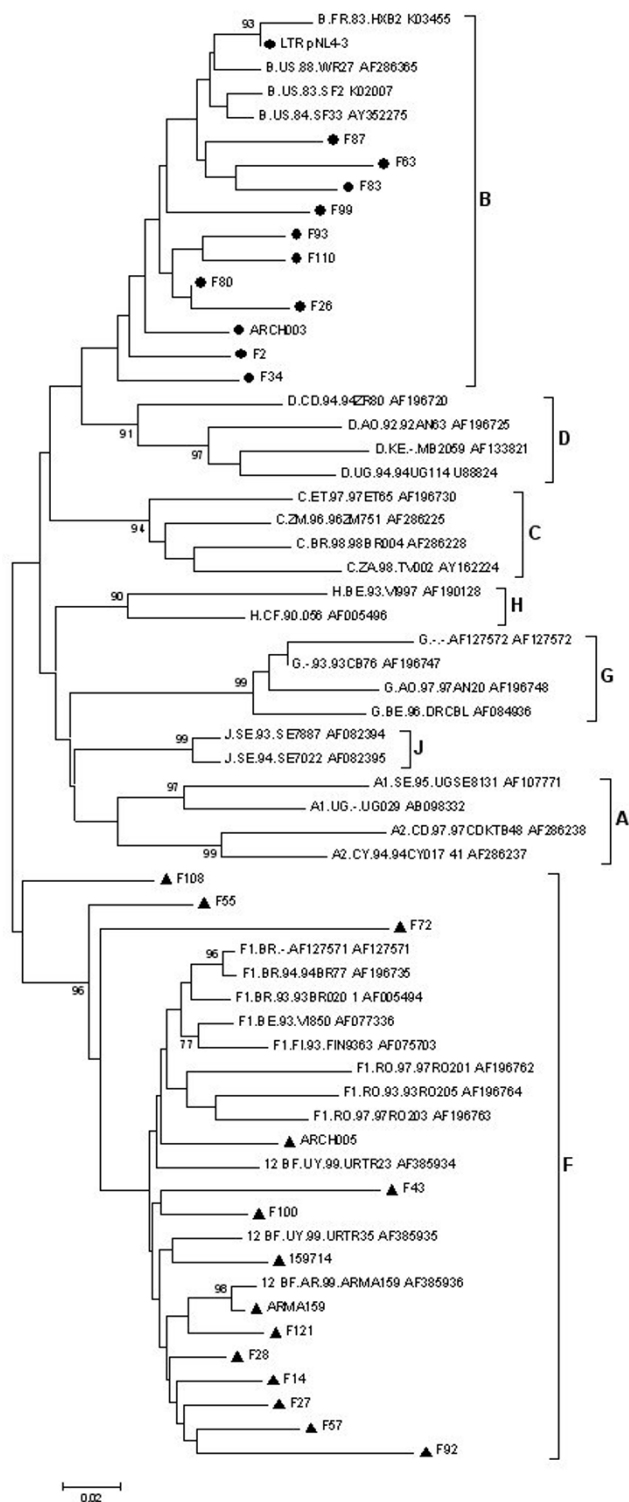 93
B.FR.83.HXB2 K03455
LTR pNL4-3
B.US.88.WR27 AF286365
B.US.83.SF2 K02007
B.US.84.SF33 AY352275
F87
F63
F83
B
F99
F93
F110
F80
F26
ARCH003
F2
F34
D.CD.94.94ZR80 AF196720
91
D.AO.92.92AN63 AF196725
D
97
D.KE.-.MB2059 AF133821
D.UG.94.94UG114 U88824
C.ET.97.97ET65 AF196730
94
C.ZM.96.96ZM751 AF286225
C
C.BR.98.98BR004 AF286228
C.ZA.98.TV002 AY162224
90
H.BE.93.VI997 AF190128
H
H.CF.90.056 AF005496
G.-.-.AF127572 AF127572
G.-.93.93CB76 AF196747
G
99
G.AO.97.97AN20 AF196748
G.BE.96.DRCBL AF084936
99
J.SE.93.SE7887 AF082394
J
J.SE.94.SE7022 AF082395
97
A1.SE.95.UGSE8131 AF107771
A1.UG.-.UG029 AB098332
A
A2.CD.97.97CDKTB48 AF286238
99
A2.CY.94.94CY017 41 AF286237
F108
F55
F72
96
96
F1.BR.-.AF127571 AF127571
F1.BR.94.94BR77 AF196735
F1.BR.93.93BR020 1 AF005494
F1.BE.93.VI850 AF077336
77
F1.FI.93.FIN9363 AF075703
F1.RO.97.97RO201 AF196762
F1.RO.93.93RO205 AF196764
F1.RO.97.97RO203 AF196763
ARCH005
12 BF.UY.99.URTR23 AF385934
F
F43
F100
12 BF.UY.99.URTR35 AF385935
159714
98
12 BF.AR.99.ARMA159 AF385936
ARMA159
F121
F28
F14
F27
F57
F92
0.02